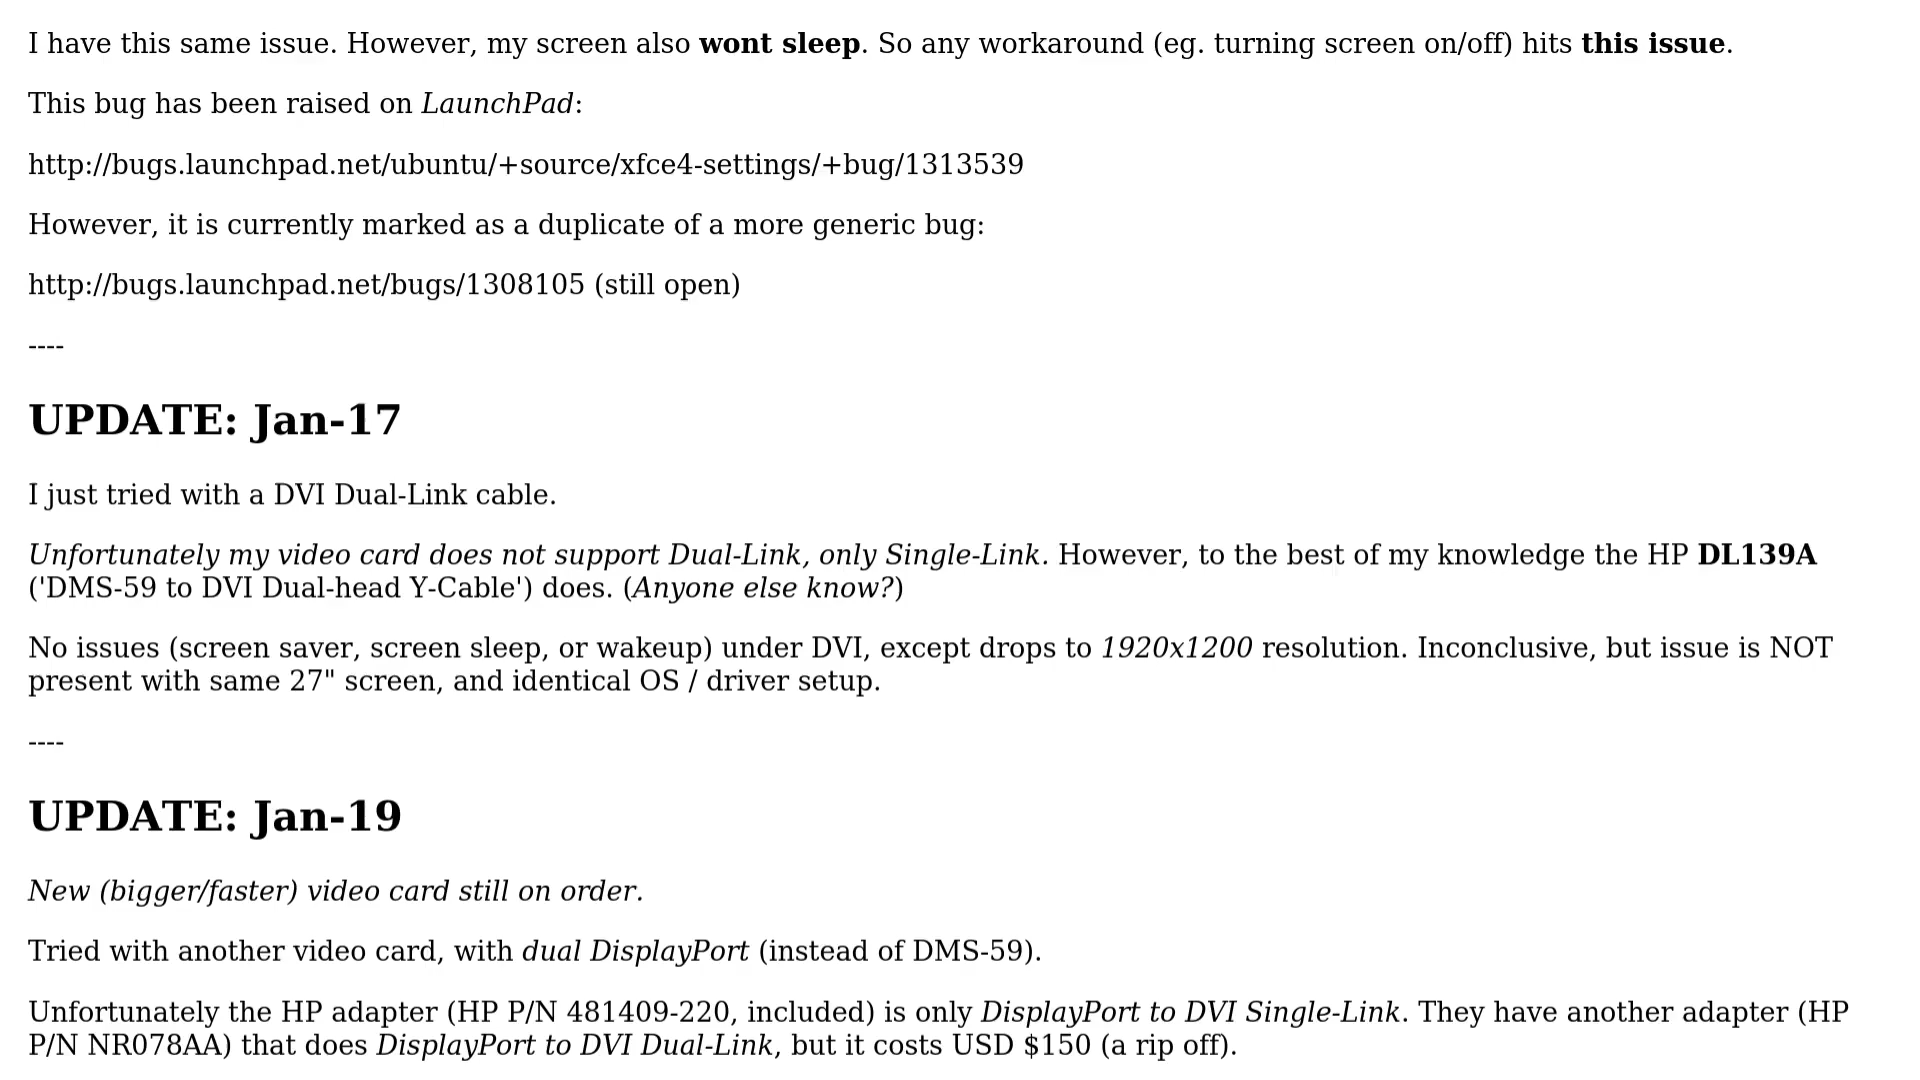 I have this same issue. However, my screen also wont sleep. So any workaround (eg. turning screen on/off) hits this issue.
This bug has been raised on LaunchPad:
http://bugs.launchpad.net/ubuntu/+source/xfce4-settings/+bug/1313539
However, it is currently marked as a duplicate of a more generic bug:
http://bugs.launchpad.net/bugs/1308105 (still open)
----
UPDATE: Jan-17
I just tried with a DVI Dual-Link cable.
Unfortunately my video card does not support Dual-Link, only Single-Link. However, to the best of my knowledge the HP DL139A
('DMS-59 to DVI Dual-head Y-Cable') does. (Anyone else know?)
No issues (screen saver, screen sleep, or wakeup) under DVI, except drops to 1920x1200 resolution. Inconclusive, but issue is NOT
present with same 27" screen, and identical OS / driver setup.
----
UPDATE: Jan-19
New (bigger/faster) video card still on order.
Tried with another video card, with dual DisplayPort (instead of DMS-59).
Unfortunately the HP adapter (HP P/N 481409-220, included) is only DisplayPort to DVI Single-Link. They have another adapter (HP
P/N NR078AA) that does DisplayPort to DVI Dual-Link, but it costs USD $150 (a rip off).